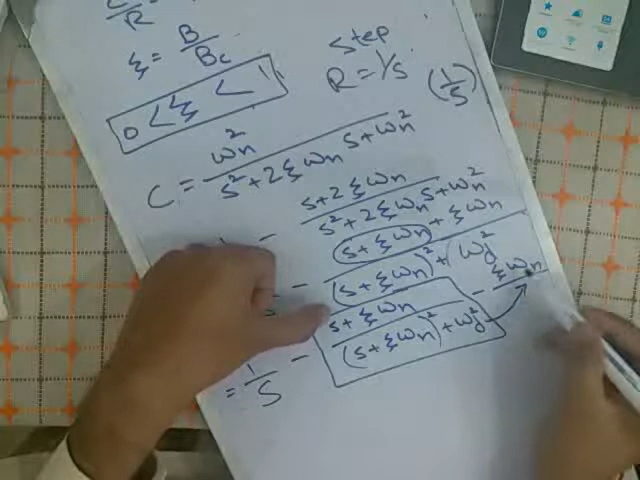 C/R
ξ = B/Bc
Step
R = 1/s
0 < ξ < 1
C = ωn² / (s² + 2ξωn s + ωn²) (1/s)
- (s + 2ξωn) / (s² + 2ξωn s + ωn²)
- ((s + ξωn) + ξωn) / ((s + ξωn)² + (ωd²
= 1/s - (s + ξωn) / ((s + ξωn)² + ωd²) - ξωn